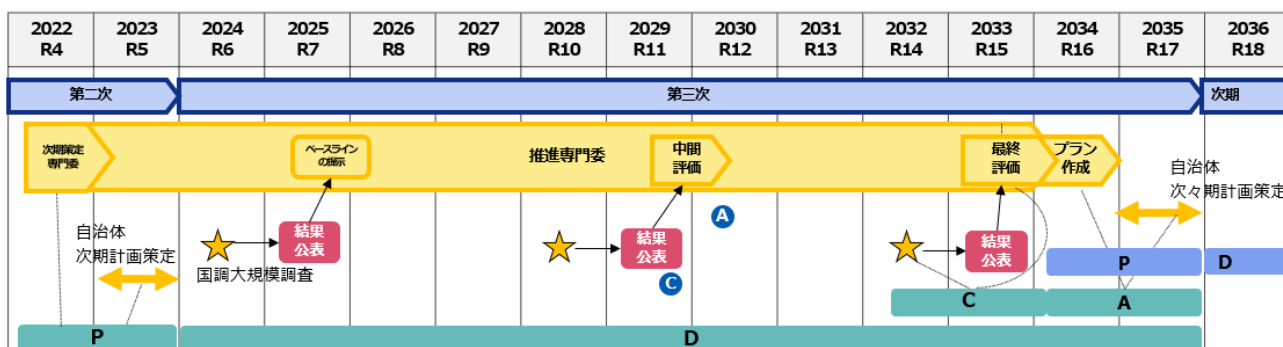 2022 2023 2024 2025 2026 2027 2028 2029 2030 2031 2032 2033 2034 2035 2036
R4 R5 R6 R7 R8 R9 R10 R11 R12 R13 R14 R15 R16 R17 R18
第二次 第三次 次期
次期策定
専門委
ベースライン
の提示
推進専門委
中間
評価
最終
評価
プラン
作成
自治体
次々期計画策定
自治体
次期計画策定
国調大規模調査
結果
公表
結果
公表
結果
公表
A
C
P D
C A
P D